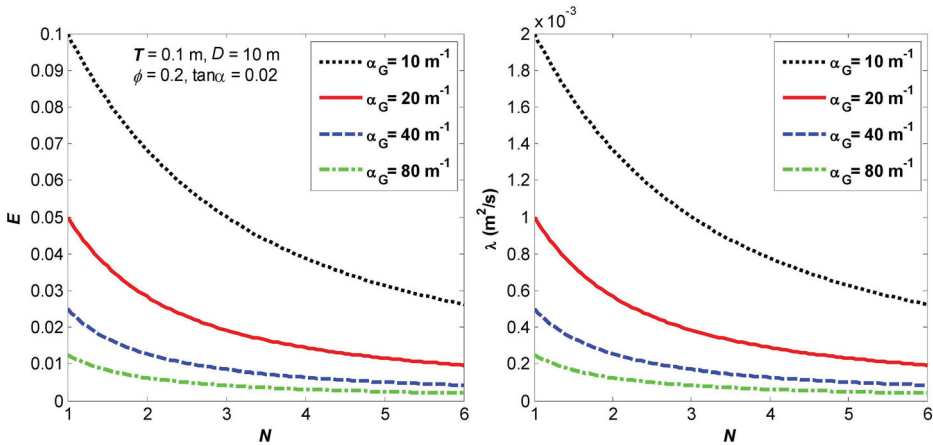 T = 0.1 m, D = 10 m
ϕ = 0.2, tanα = 0.02
α_G = 10 m⁻¹
α_G = 20 m⁻¹
α_G = 40 m⁻¹
α_G = 80 m⁻¹
0.1
0.09
0.08
0.07
0.06
0.05
0.04
0.03
0.02
0.01
0
E
1 2 3 4 5 6
N
x 10⁻³
2
1.8
1.6
1.4
1.2
1
0.8
0.6
0.4
0.2
0
λ (m²/s)
α_G = 10 m⁻¹
α_G = 20 m⁻¹
α_G = 40 m⁻¹
α_G = 80 m⁻¹
1 2 3 4 5 6
N